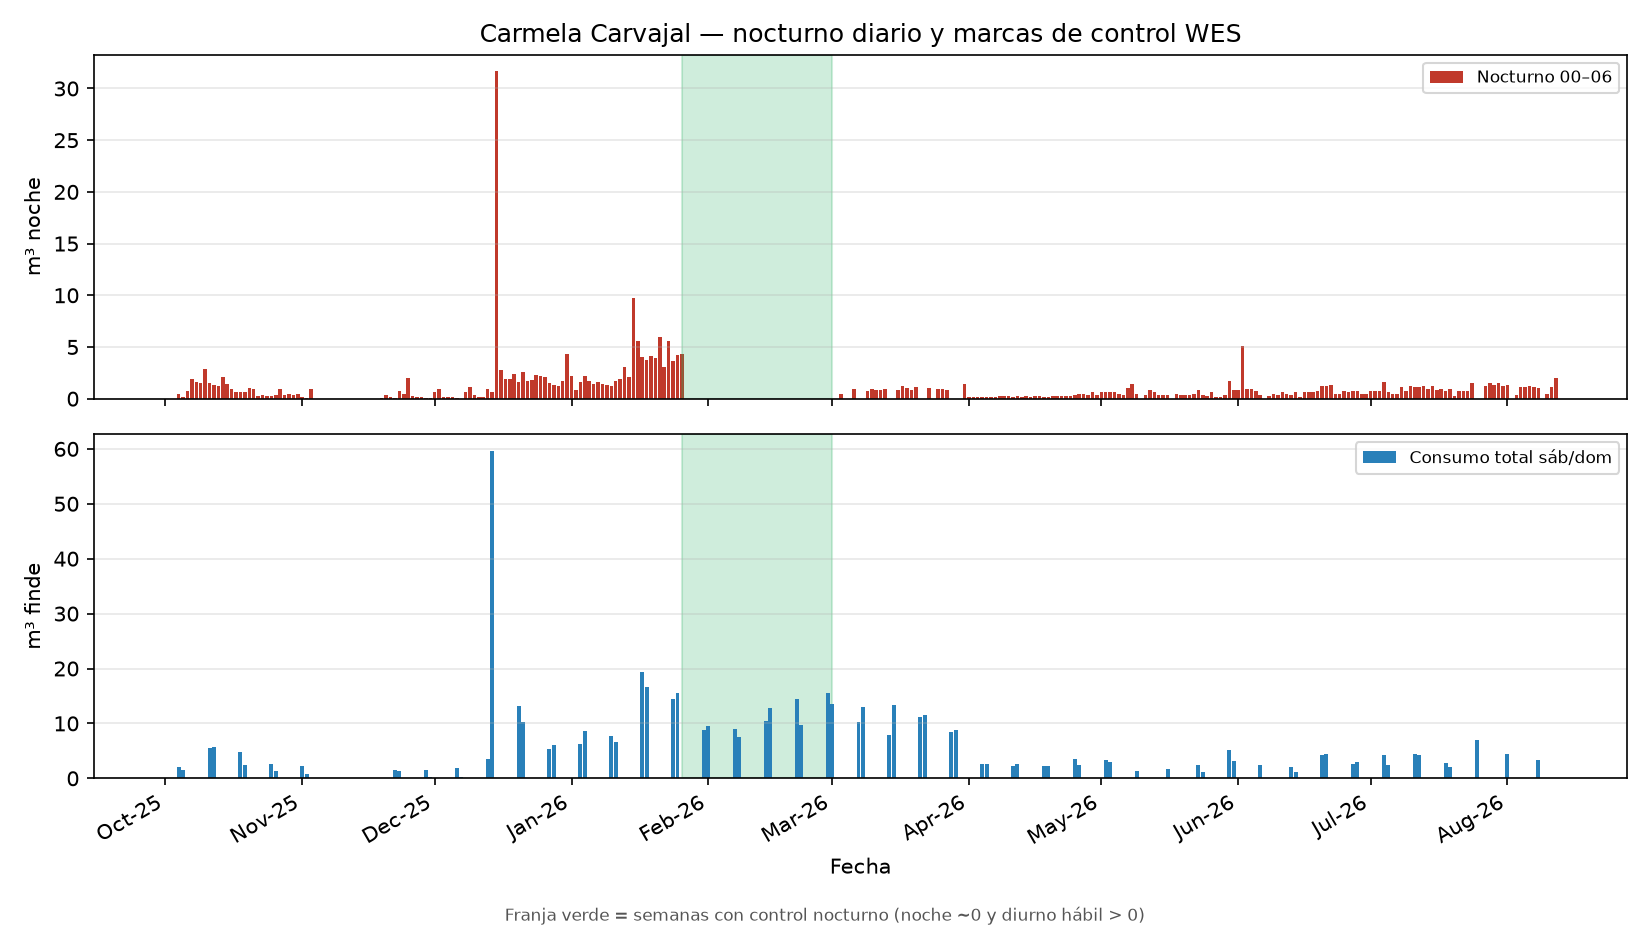 Carmela Carvajal — nocturno diario y marcas de control WES
Nocturno 00–06
m³ noche
30
25
20
15
10
5
0
Consumo total sáb/dom
m³ finde
60
50
40
30
20
10
0
Oct-25 Nov-25 Dec-25 Jan-26 Feb-26 Mar-26 Apr-26 May-26 Jun-26 Jul-26 Aug-26
Fecha
Franja verde = semanas con control nocturno (noche ~0 y diurno hábil > 0)